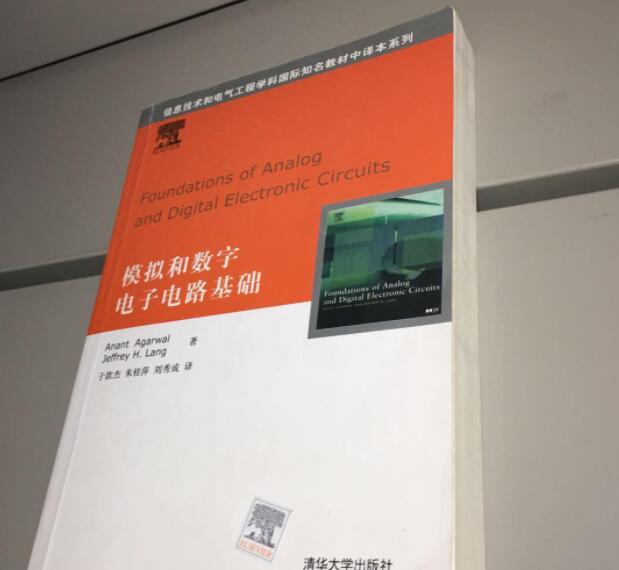 信息技术和电气工程学科国际知名教材中译本系列
ELSEVIER
Foundations of Analog
and Digital Electronic Circuits
Foundations of Analog
and Digital Electronic Circuits
模拟和数字
电子电路基础
Anant Agarwal
Jeffrey H. Lang
著
于歆杰 朱桂萍 刘秀成 译
ELSEVIER
清华大学出版社